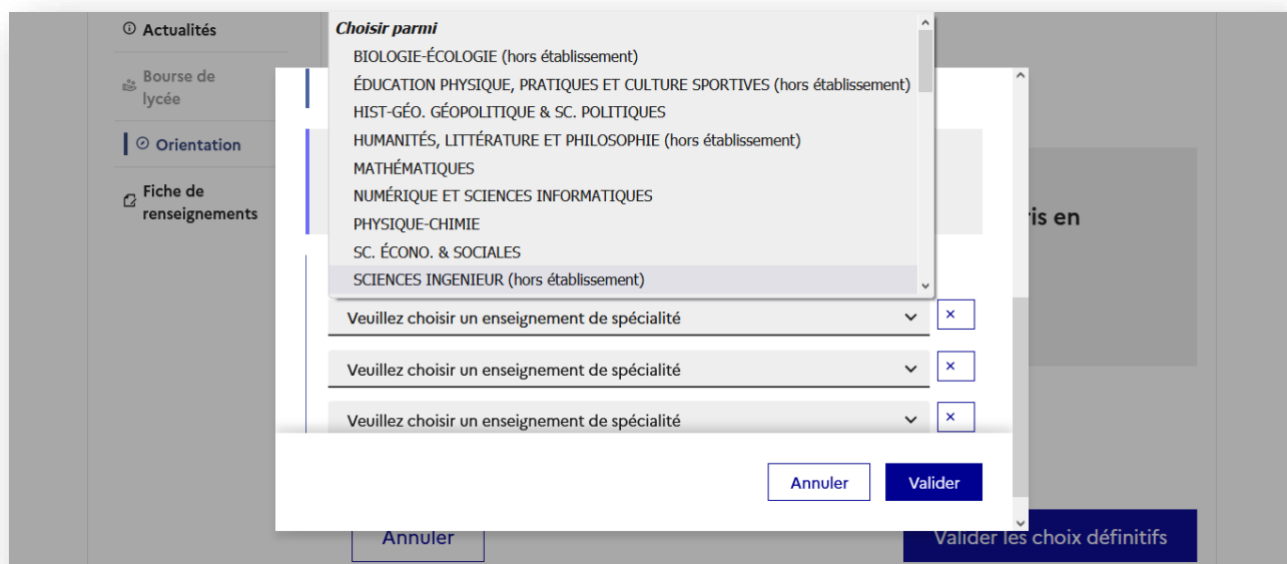 Actualités
Bourse de
lycée
Orientation
Fiche de
renseignements
Choisir parmi
BIOLOGIE-ÉCOLOGIE (hors établissement)
ÉDUCATION PHYSIQUE, PRATIQUES ET CULTURE SPORTIVES (hors établissement)
HIST-GÉO. GÉOPOLITIQUE & SC. POLITIQUES
HUMANITÉS, LITTÉRATURE ET PHILOSOPHIE (hors établissement)
MATHÉMATIQUES
NUMÉRIQUE ET SCIENCES INFORMATIQUES
PHYSIQUE-CHIMIE
SC. ÉCONO. & SOCIALES
SCIENCES INGENIEUR (hors établissement)
Veuillez choisir un enseignement de spécialité
Veuillez choisir un enseignement de spécialité
Veuillez choisir un enseignement de spécialité
Annuler Valider
en
Annuler Valider les choix définitifs